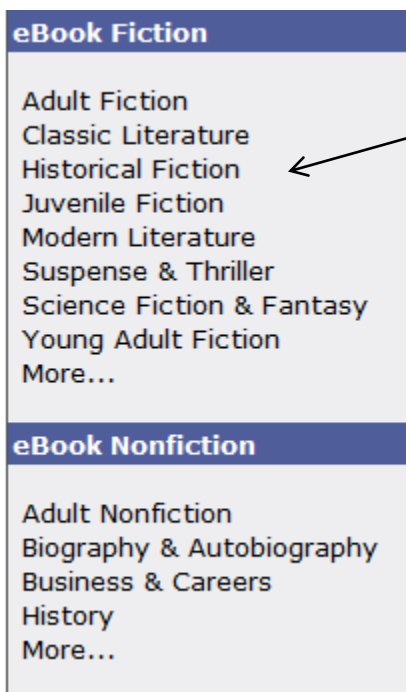 eBook Fiction
Adult Fiction
Classic Literature
Historical Fiction
Juvenile Fiction
Modern Literature
Suspense & Thriller
Science Fiction & Fantasy
Young Adult Fiction
More...
eBook Nonfiction
Adult Nonfiction
Biography & Autobiography
Business & Careers
History
More...